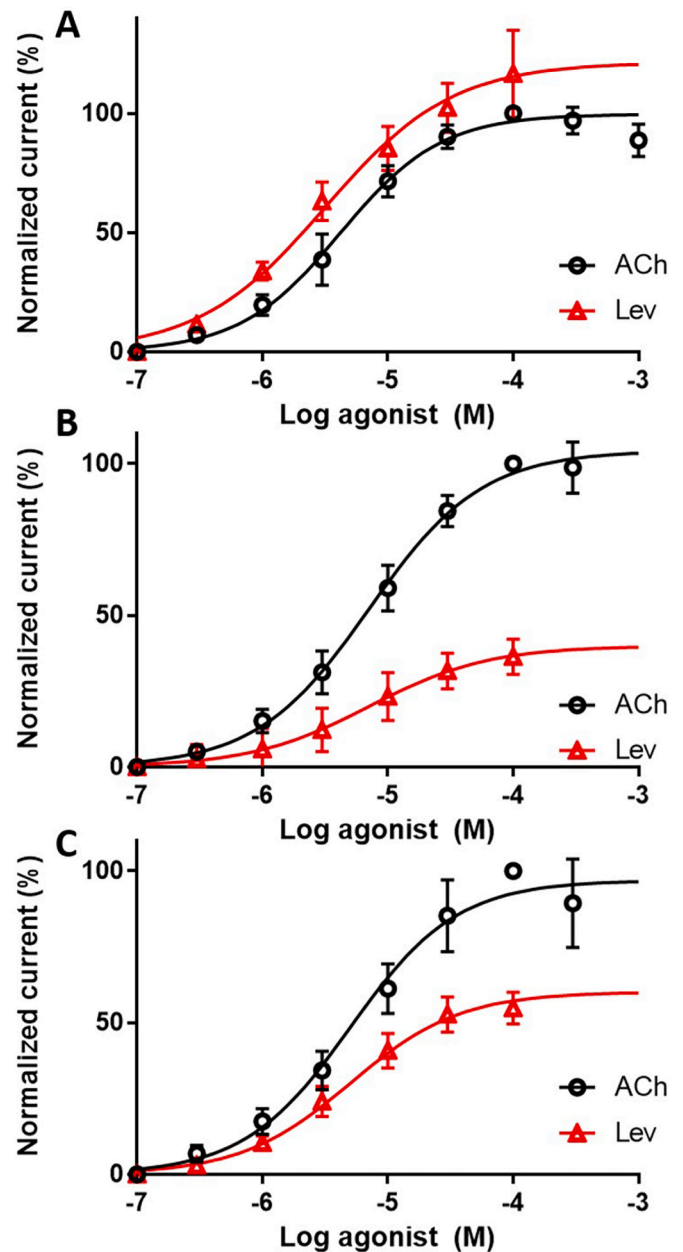 A
Normalized current (%)
100
50
0
ACh
Lev
-7 -6 -5 -4 -3
Log agonist (M)
B
Normalized current (%)
100
50
0
ACh
Lev
-7 -6 -5 -4 -3
Log agonist (M)
C
Normalized current (%)
100
50
0
ACh
Lev
-7 -6 -5 -4 -3
Log agonist (M)